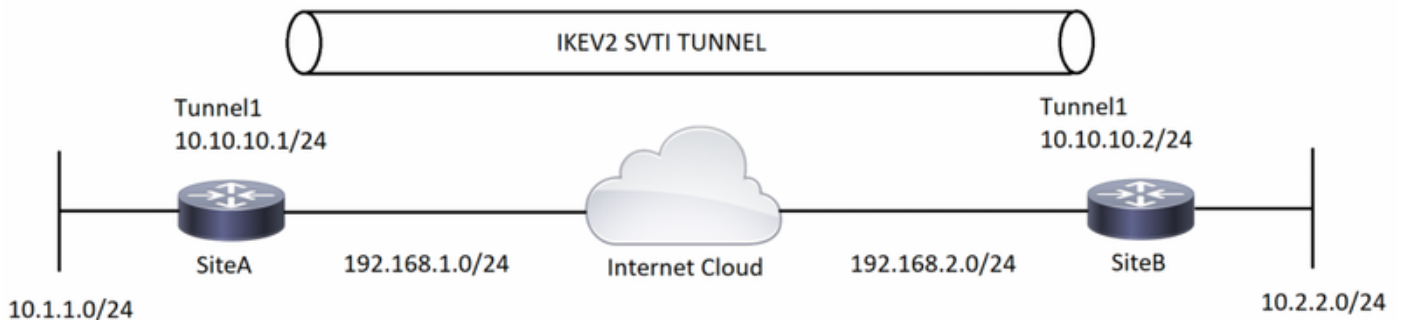 IKEV2 SVTI TUNNEL
Tunnel1
10.10.10.1/24
Tunnel1
10.10.10.2/24
SiteA
192.168.1.0/24
Internet Cloud
192.168.2.0/24
SiteB
10.1.1.0/24
10.2.2.0/24